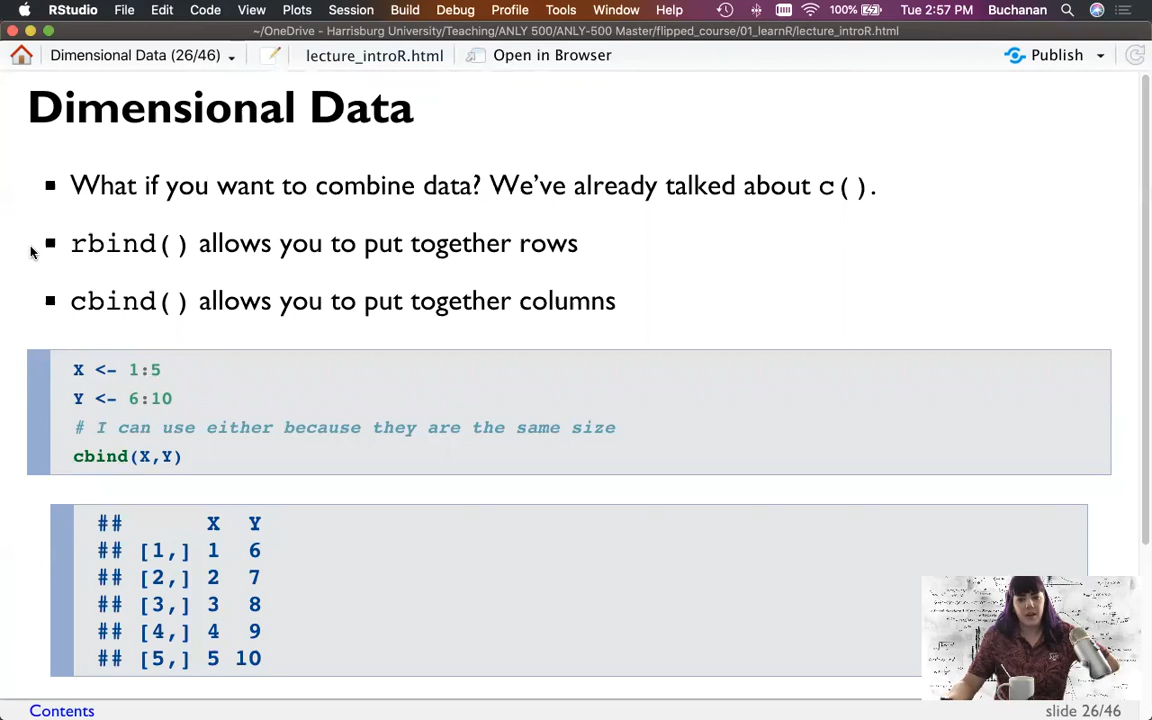 RStudio File Edit Code View Plots Session Build Debug Profile Tools Window Help 100% Tue 2:57 PM Buchanan
~/OneDrive - Harrisburg University/Teaching/ANLY 500/ANLY-500 Master/flipped_course/01_learnR/lecture_introR.html
Dimensional Data (26/46) lecture_introR.html Open in Browser Publish
Dimensional Data
What if you want to combine data? We've already talked about c().
rbind() allows you to put together rows
cbind() allows you to put together columns
X <- 1:5
Y <- 6:10
# I can use either because they are the same size
cbind(X,Y)
## X Y
## [1,] 1 6
## [2,] 2 7
## [3,] 3 8
## [4,] 4 9
## [5,] 5 10
Contents slide 26/46